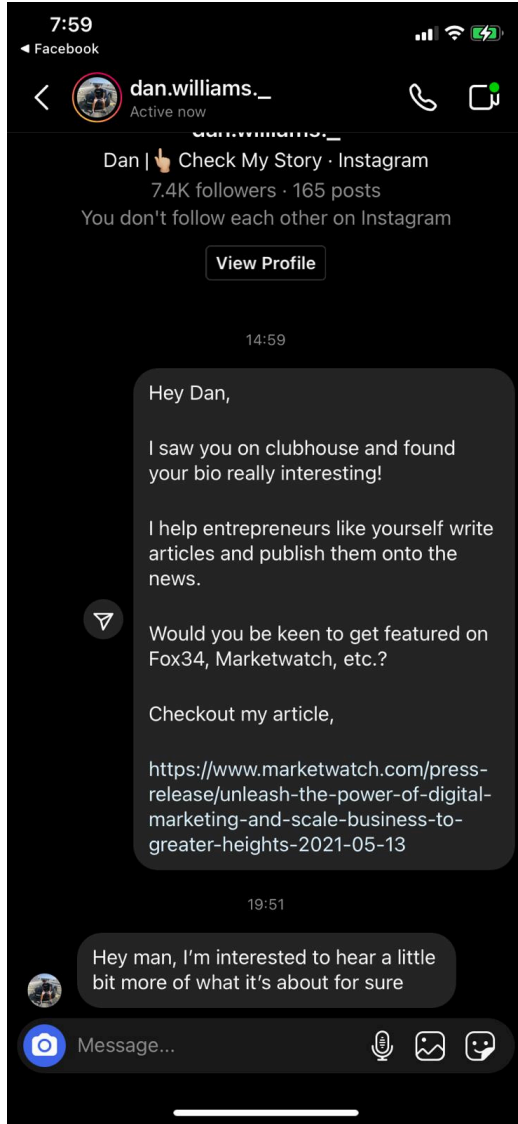 7:59
Facebook
dan.williams._
Active now
dan.williams._
Dan | 👆🏼 Check My Story · Instagram
7.4K followers · 165 posts
You don't follow each other on Instagram
View Profile
14:59
Hey Dan,
I saw you on clubhouse and found
your bio really interesting!
I help entrepreneurs like yourself write
articles and publish them onto the
news.
Would you be keen to get featured on
Fox34, Marketwatch, etc.?
Checkout my article,
https://www.marketwatch.com/press-
release/unleash-the-power-of-digital-
marketing-and-scale-business-to-
greater-heights-2021-05-13
19:51
Hey man, I’m interested to hear a little
bit more of what it’s about for sure
Message...